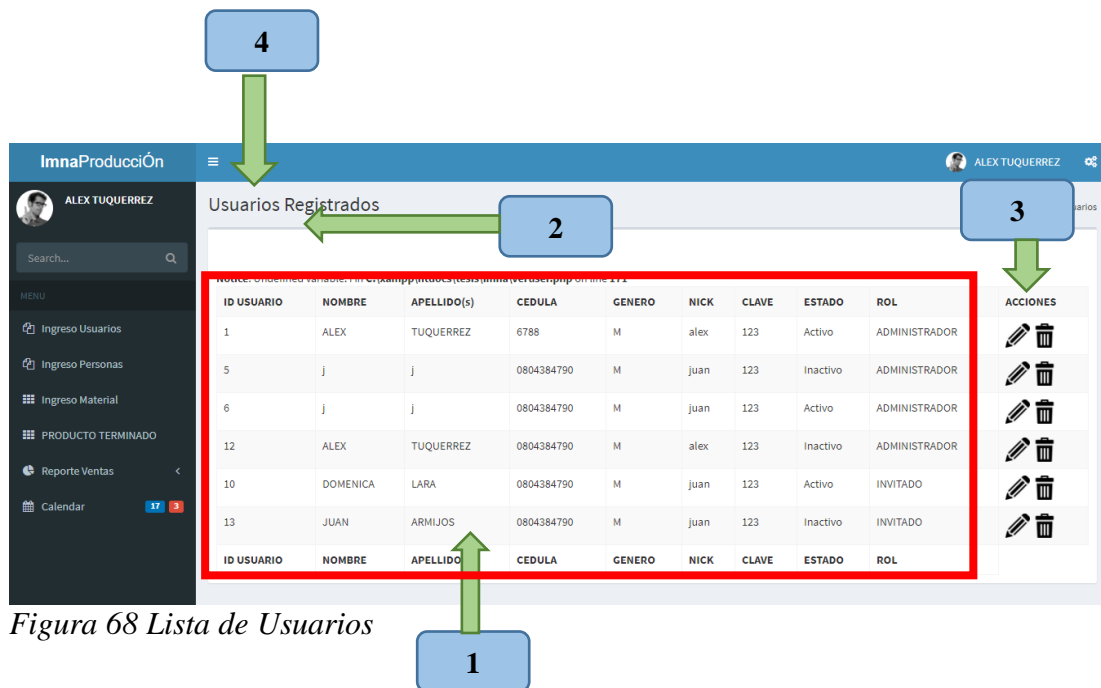 4
ImnaProducciÓn
ALEX TUQUERREZ
ALEX TUQUERREZ
Usuarios Registrados
2
3
Search...
MENU
Ingreso Usuarios
Ingreso Personas
Ingreso Material
PRODUCTO TERMINADO
Reporte Ventas
Calendar 17 3
ID USUARIO NOMBRE APELLIDO(s) CEDULA GENERO NICK CLAVE ESTADO ROL ACCIONES
1 ALEX TUQUERREZ 6788 M alex 123 Activo ADMINISTRADOR
5 j j 0804384790 M juan 123 Inactivo ADMINISTRADOR
6 j j 0804384790 M juan 123 Activo ADMINISTRADOR
12 ALEX TUQUERREZ 0804384790 M alex 123 Inactivo ADMINISTRADOR
10 DOMENICA LARA 0804384790 M juan 123 Activo INVITADO
13 JUAN ARMIJOS 0804384790 M juan 123 Inactivo INVITADO
ID USUARIO NOMBRE APELLIDO CEDULA GENERO NICK CLAVE ESTADO ROL
Figura 68 Lista de Usuarios
1